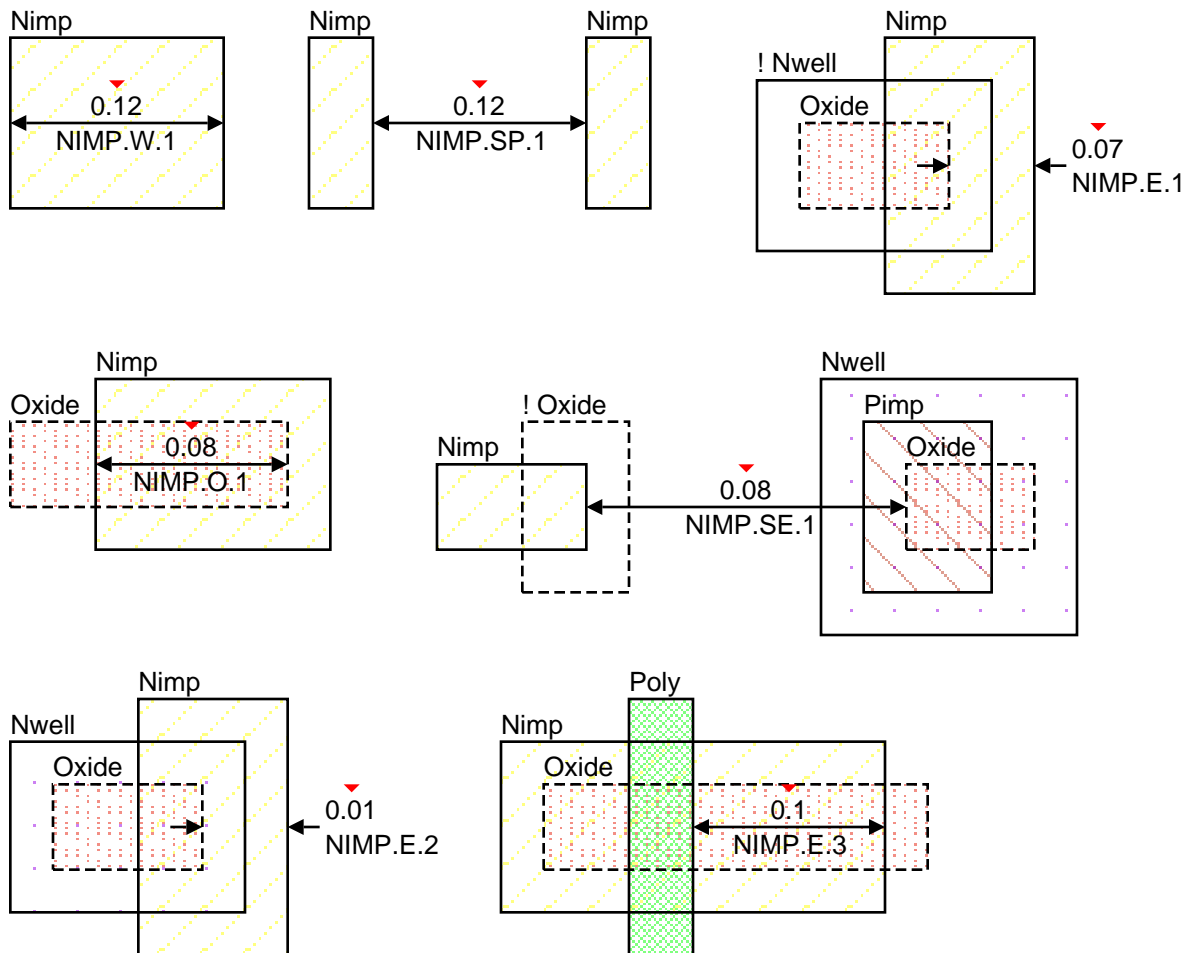 Nimp
0.12
NIMP.W.1
Nimp
Nimp
0.12
NIMP.SP.1
Nimp
! Nwell
Oxide
0.07
NIMP.E.1
Nimp
Oxide
0.08
NIMP.O.1
! Oxide
Nimp
0.08
NIMP.SE.1
Nwell
Pimp
Oxide
Nimp
Nwell
Oxide
0.01
NIMP.E.2
Poly
Nimp
Oxide
0.1
NIMP.E.3